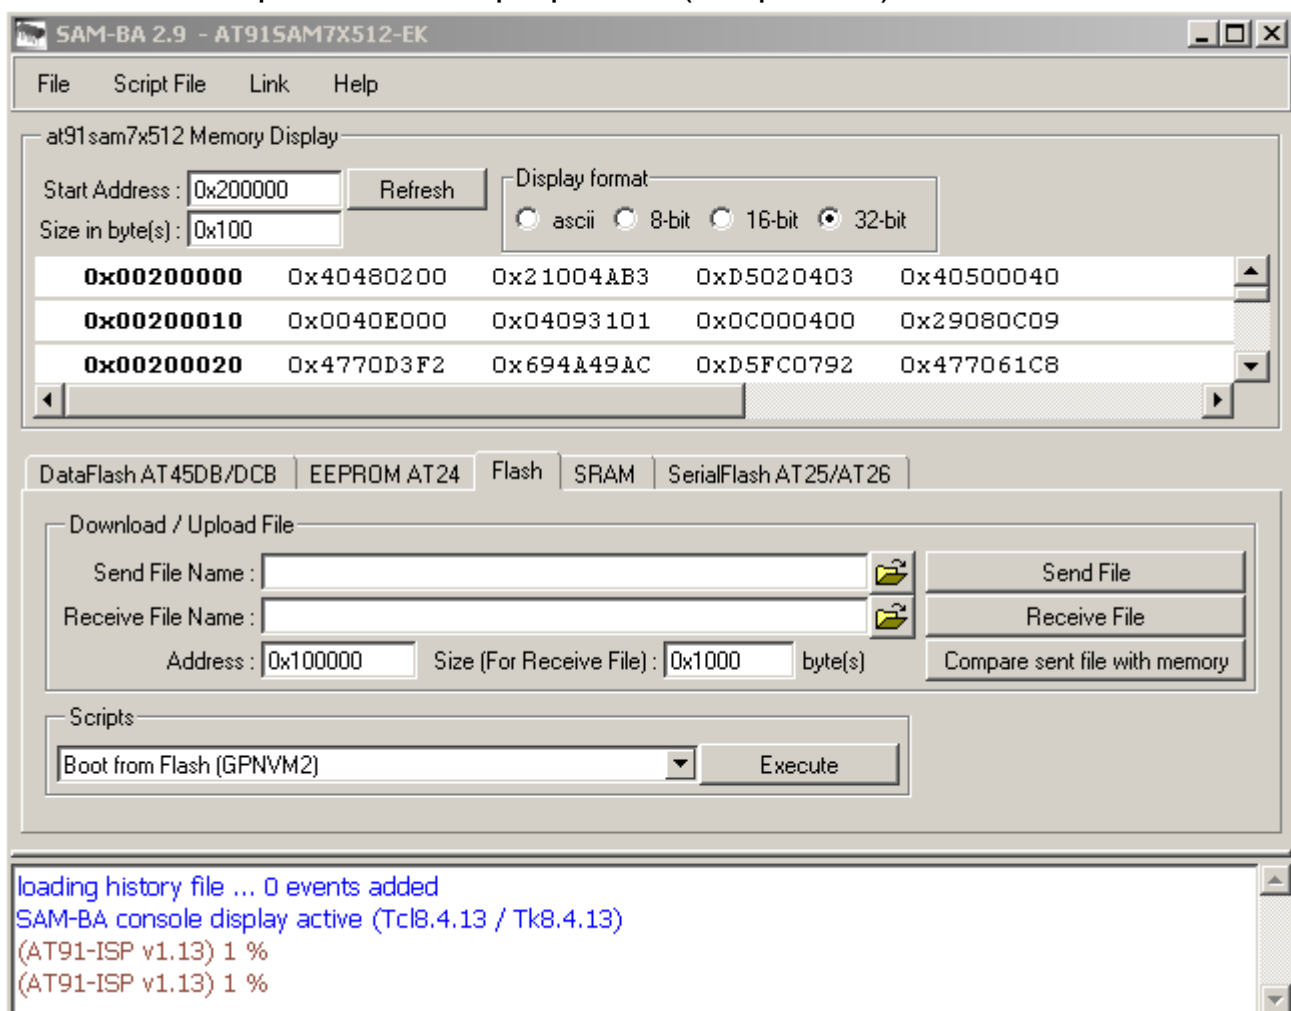 SAM-BA 2.9 - AT91SAM7X512-EK
File Script File Link Help
at91sam7x512 Memory Display
Start Address : 0x200000 Refresh
Size in byte(s) : 0x100
Display format
ascii 8-bit 16-bit 32-bit
0x00200000 0x40480200 0x21004AB3 0xD5020403 0x40500040
0x00200010 0x0040E000 0x04093101 0x0C000400 0x29080C09
0x00200020 0x4770D3F2 0x694A49AC 0xD5FC0792 0x477061C8
DataFlash AT45DB/DCB EEPROM AT24 Flash SRAM SerialFlash AT25/AT26
Download / Upload File
Send File Name : Send File
Receive File Name : Receive File
Address : 0x100000 Size (For Receive File) : 0x1000 byte(s) Compare sent file with memory
Scripts
Boot from Flash (GPNVM2) Execute
loading history file ... 0 events added
SAM-BA console display active (Tcl8.4.13 / Tk8.4.13)
(AT91-ISP v1.13) 1 %
(AT91-ISP v1.13) 1 %